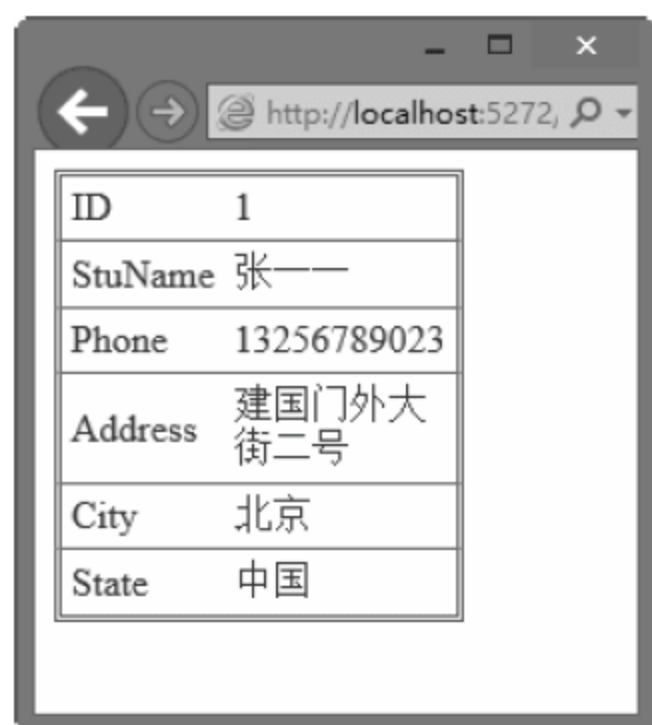 http://localhost:5272/
ID 1
StuName 张一一
Phone 13256789023
Address 建国门外大
街二号
City 北京
State 中国